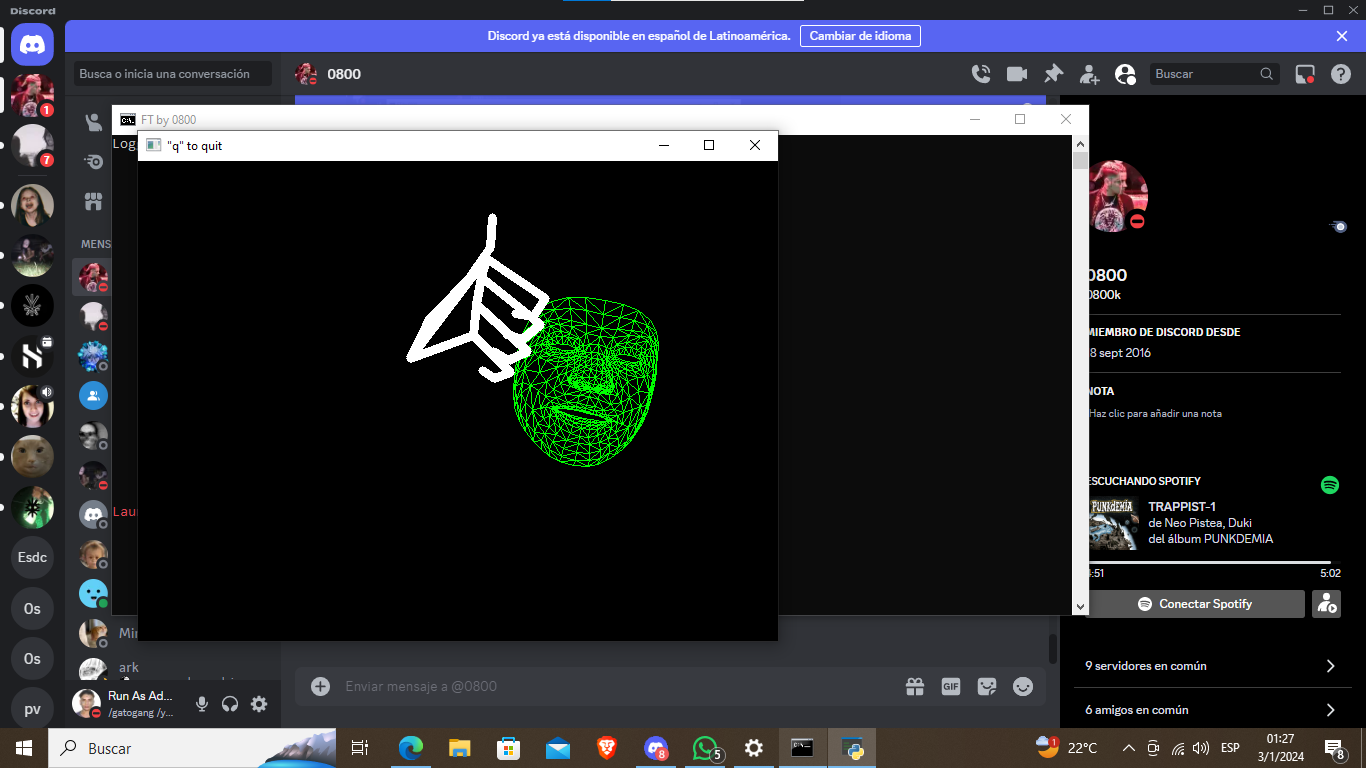 Discord
Discord ya está disponible en español de Latinoamérica.
Cambiar de idioma
Busca o inicia una conversación
0800
Buscar
1
7
FT by 0800
"q" to quit
Log
MENS
Lau
0800
0800k
MIEMBRO DE DISCORD DESDE
8 sept 2016
NOTA
Haz clic para añadir una nota
ESCUCHANDO SPOTIFY
TRAPPIST-1
de Neo Pistea, Duki
del álbum PUNKDEMIA
PUNKDEMIA
:51
5:02
Conectar Spotify
9 servidores en común
6 amigos en común
Esdc
Os
Os
pv
Mi
ark
Run As Ad...
/gatogang /y...
Enviar mensaje a @0800
GIF
Buscar
8
5
1
22°C
ESP
01:27
3/1/2024
8